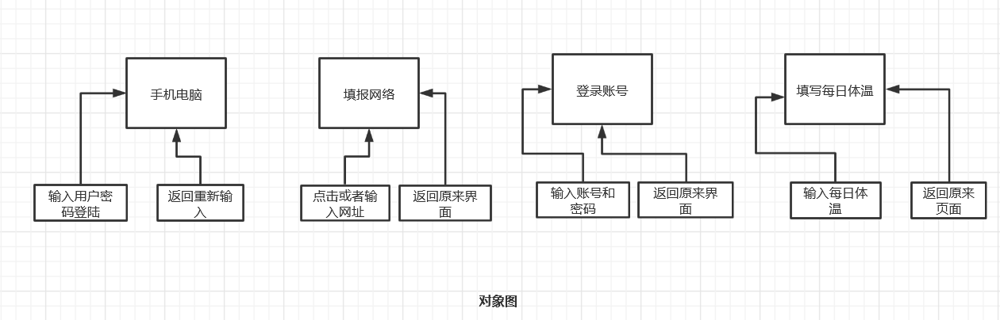 手机电脑
填报网络
登录账号
填写每日体温
输入用户密
码登陆
返回重新输
入
点击或者输
入网址
返回原来界
面
输入账号和
密码
返回原来界
面
输入每日体
温
返回原来
页面
对象图